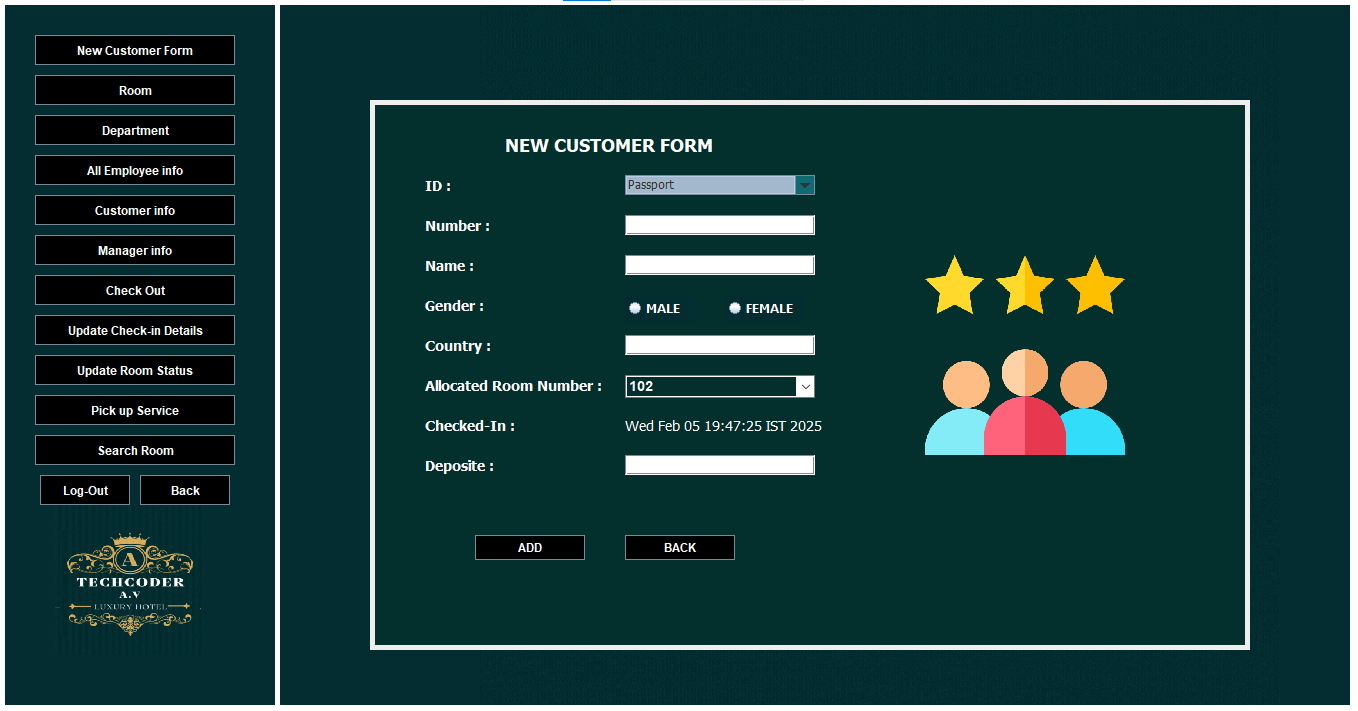 New Customer Form
Room
Department
All Employee info
Customer info
Manager info
Check Out
Update Check-in Details
Update Room Status
Pick up Service
Search Room
Log-Out Back
A
TECHCODER
A.V
LUXURY HOTEL
NEW CUSTOMER FORM
ID : Passport
Number :
Name :
Gender : MALE FEMALE
Country :
Allocated Room Number : 102
Checked-In : Wed Feb 05 19:47:25 IST 2025
Deposite :
ADD BACK